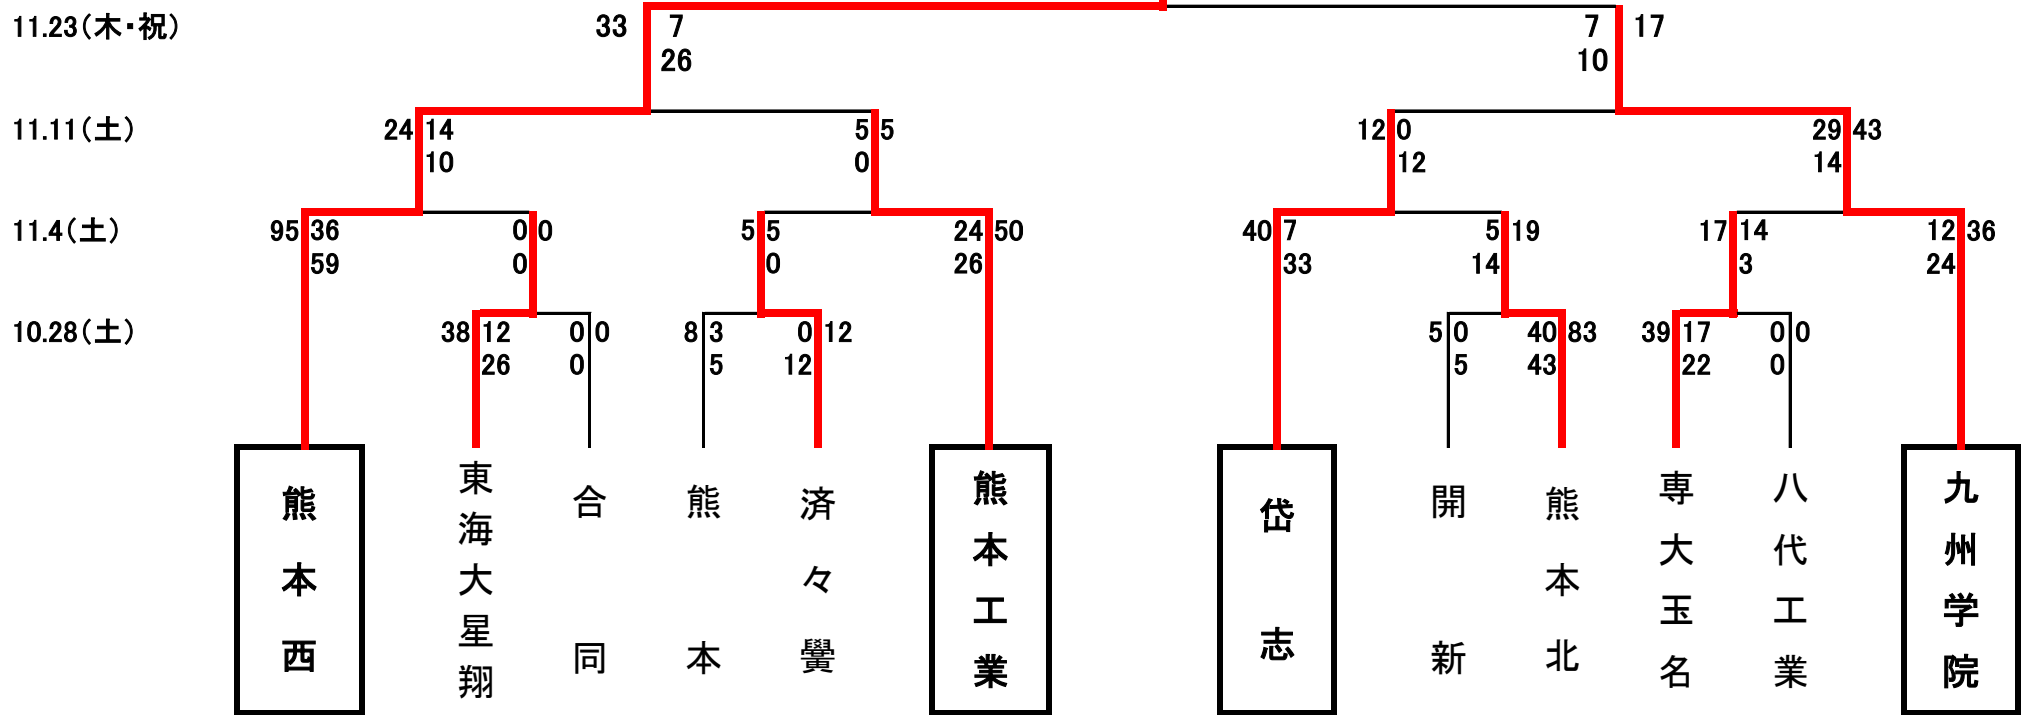 11.23(木・祝) 33 7 7 17
26 10
11.11(土) 24 14 5 5 12 0 29 43
10 0 12 14
11.4(土) 95 36 0 0 5 5 24 50 40 7 5 19 17 14 12 36
59 0 0 26 33 14 3 24
10.28(土) 38 12 0 0 8 3 0 12 5 0 40 83 39 17 0 0
26 0 5 12 5 43 22 0
熊本西
東海大星翔
合同
熊本
済々黌
熊本工業
岱志
開新
熊本北
専大玉名
八代工業
九州学院